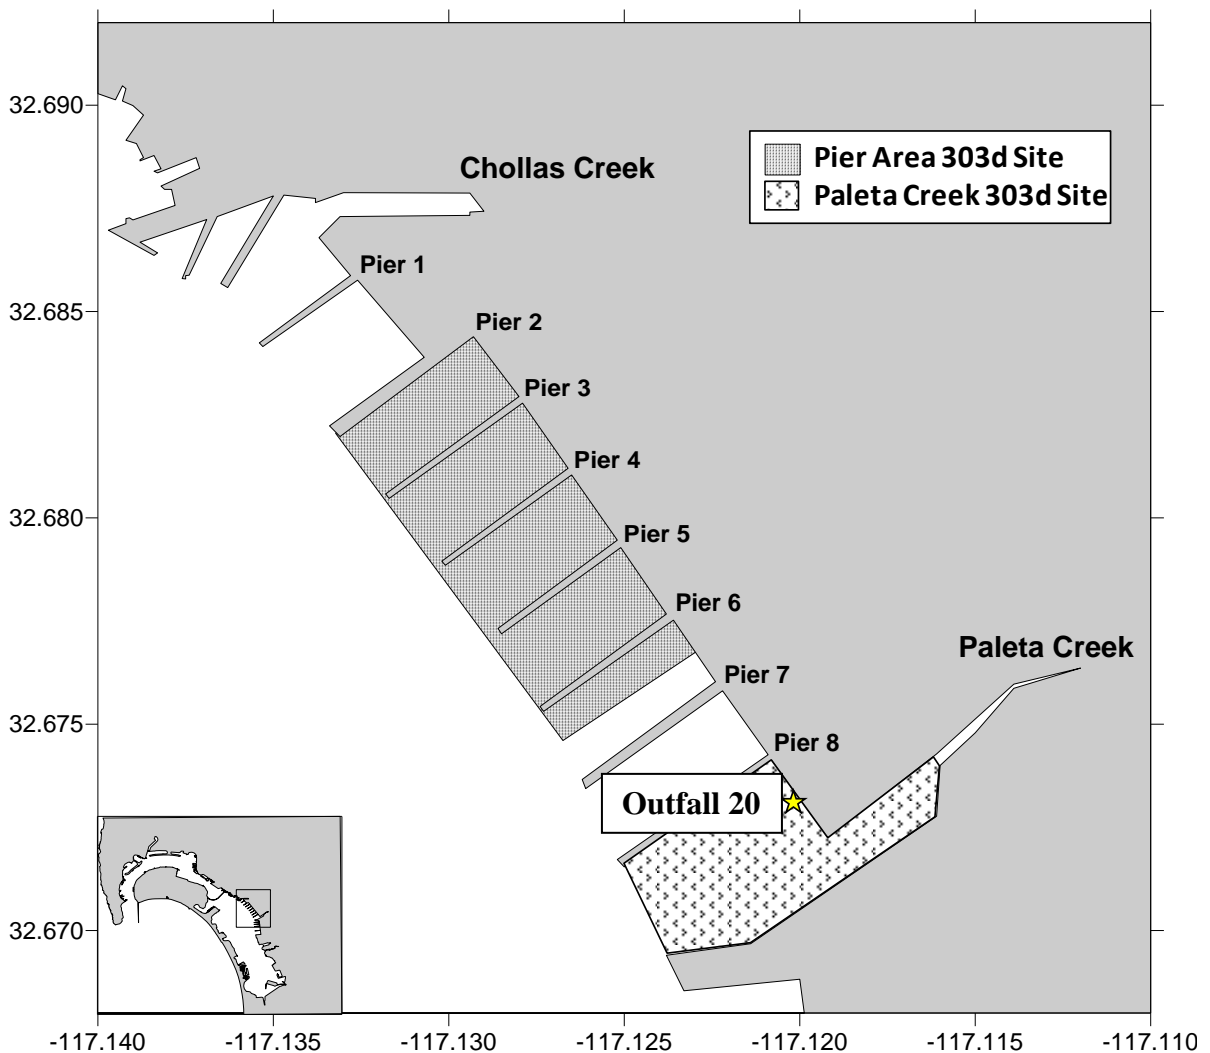 32.690
Pier Area 303d Site
Chollas Creek
Paleta Creek 303d Site
Pier 1
32.685
Pier 2
Pier 3
Pier 4
32.680
Pier 5
Pier 6
Paleta Creek
Pier 7
32.675
Pier 8
Outfall 20
32.670
-117.140
-117.135
-117.130
-117.125
-117.120
-117.115
-117.110